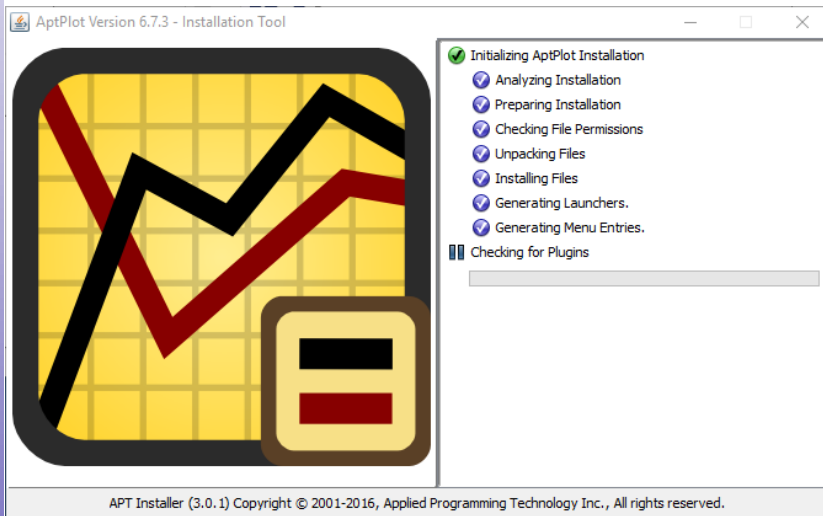 AptPlot Version 6.7.3 - Installation Tool
Initializing AptPlot Installation
Analyzing Installation
Preparing Installation
Checking File Permissions
Unpacking Files
Installing Files
Generating Launchers.
Generating Menu Entries.
Checking for Plugins
APT Installer (3.0.1) Copyright © 2001-2016, Applied Programming Technology Inc., All rights reserved.